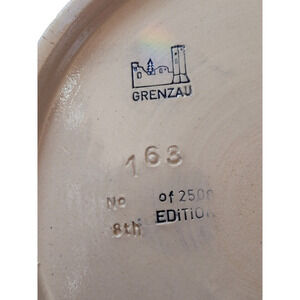 GRENZAU
163
No of 2500
8th EDITION